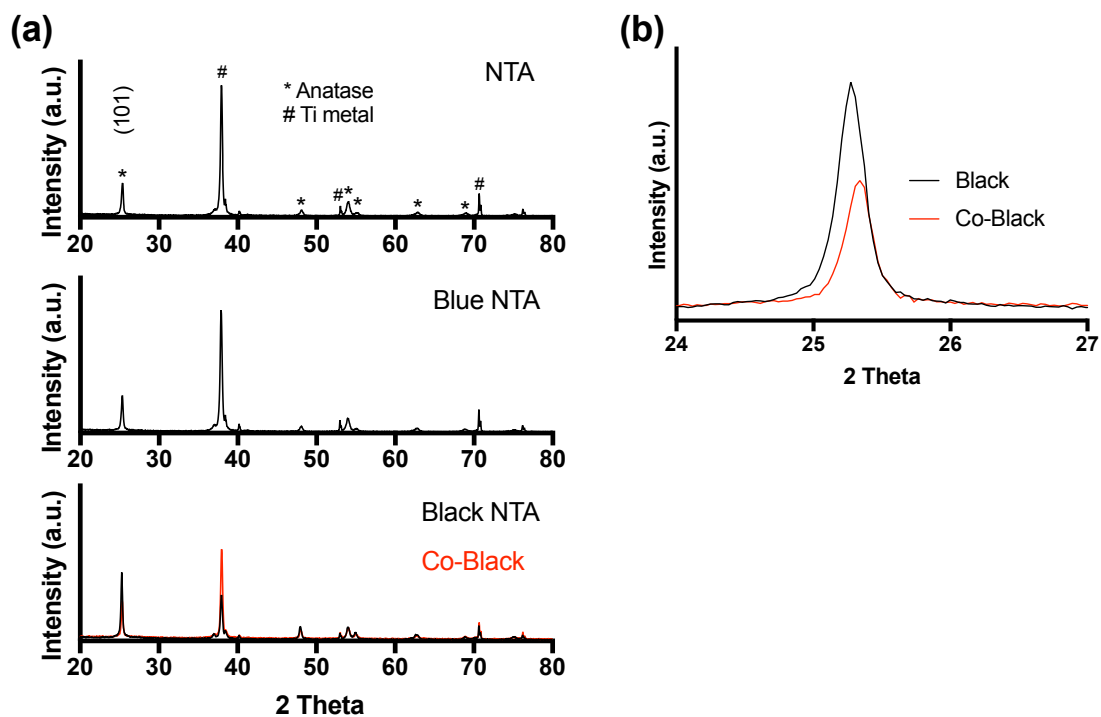 (a)
NTA
* Anatase
# Ti metal
(101)
#
*
*
#
*
*
*
*
#
Intensity (a.u.)
20 30 40 50 60 70 80
Blue NTA
Intensity (a.u.)
20 30 40 50 60 70 80
Black NTA
Co-Black
Intensity (a.u.)
20 30 40 50 60 70 80
2 Theta
(b)
Black
Co-Black
Intensity (a.u.)
24 25 26 27
2 Theta